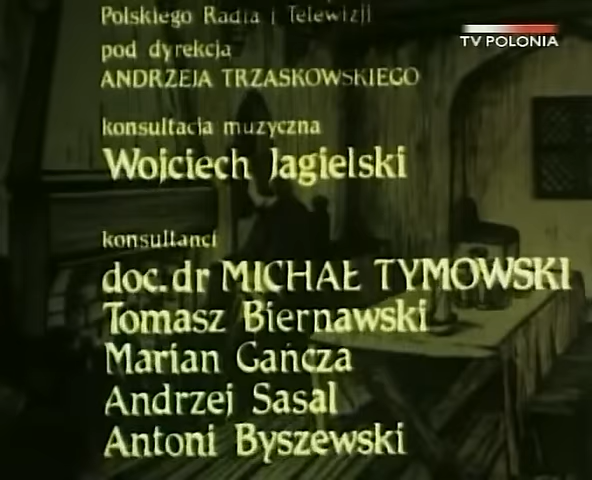 Polskiego Radia i Telewizji
TV POLONIA
pod dyrekcją
ANDRZEJA TRZASKOWSKIEGO
konsultacja muzyczna
Wojciech Jagielski
konsultanci
doc. dr MICHAŁ TYMOWSKI
Tomasz Biernawski
Marian Gańcza
Andrzej Sasal
Antoni Byszewski